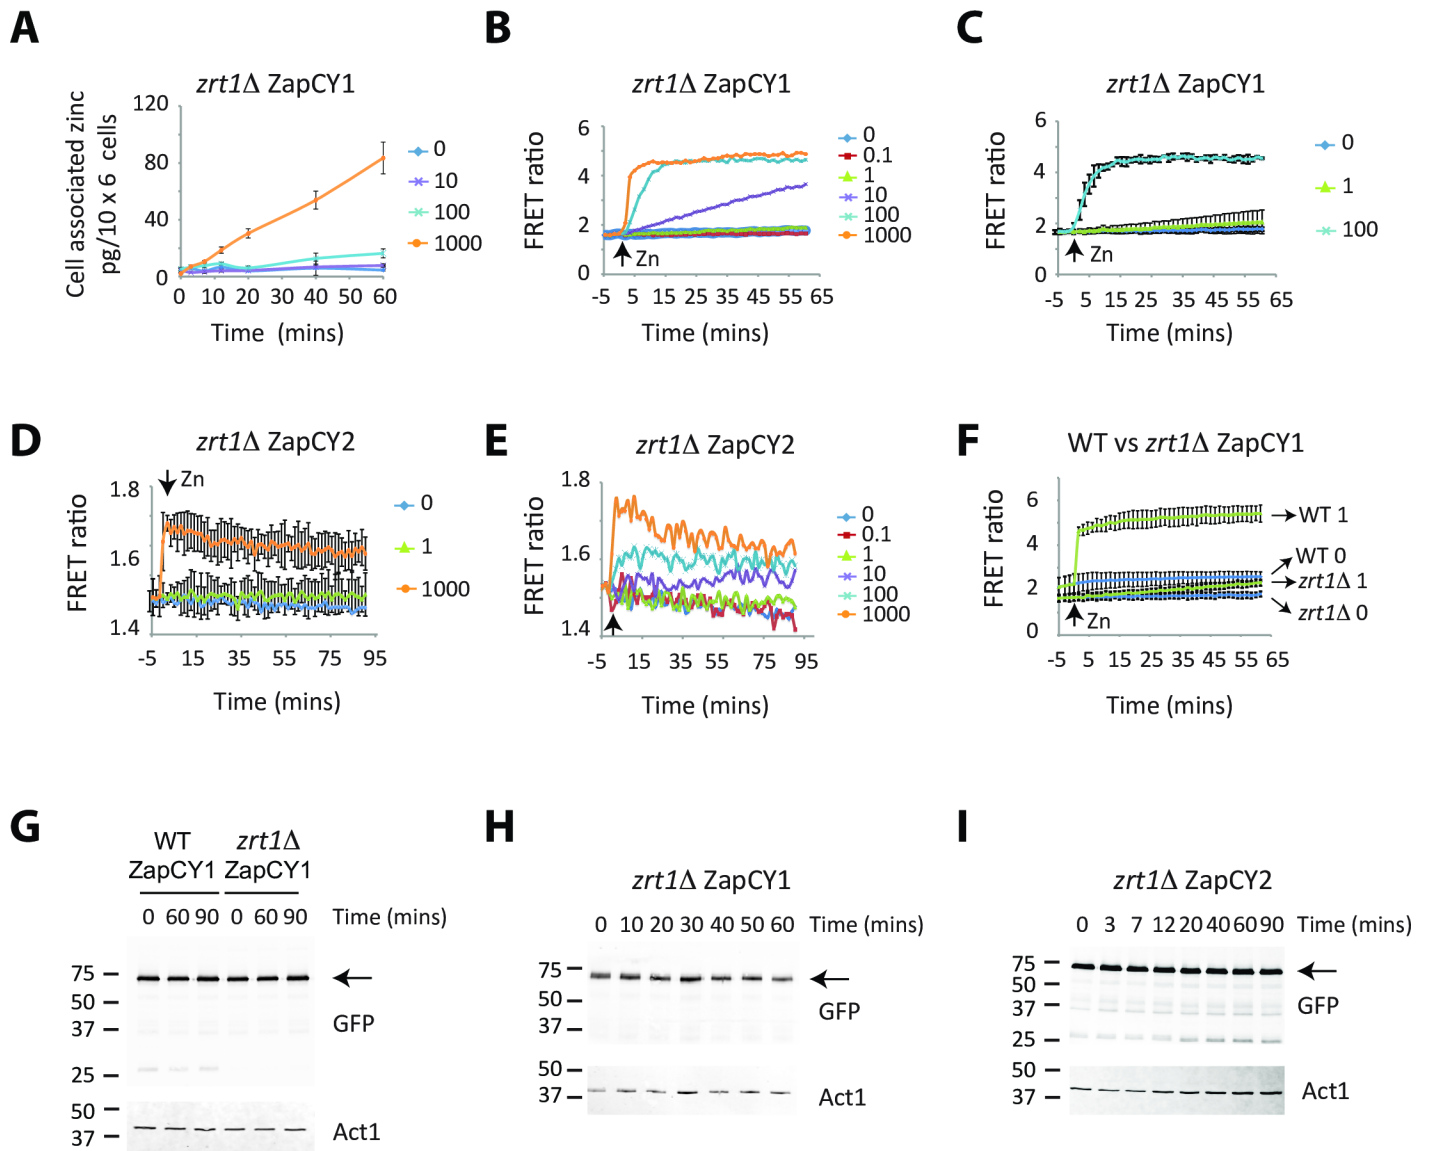 A
zrt1Δ ZapCY1
Cell associated zinc
pg/10 x 6 cells
120
80
40
0
0 10 20 30 40 50 60
Time (mins)
0
10
100
1000
B
zrt1Δ ZapCY1
FRET ratio
6
4
2
0
-5 5 15 25 35 45 55 65
Zn
Time (mins)
0
0.1
1
10
100
1000
C
zrt1Δ ZapCY1
FRET ratio
6
4
2
0
-5 5 15 25 35 45 55 65
Zn
Time (mins)
0
1
100
D
zrt1Δ ZapCY2
Zn
FRET ratio
1.8
1.6
1.4
-5 15 35 55 75 95
Time (mins)
0
1
1000
E
zrt1Δ ZapCY2
FRET ratio
1.8
1.6
1.4
-5 15 35 55 75 95
Time (mins)
0
0.1
1
10
100
1000
F
WT vs zrt1Δ ZapCY1
FRET ratio
6
4
2
0
-5 5 15 25 35 45 55 65
Zn
Time (mins)
WT 1
WT 0
zrt1Δ 1
zrt1Δ 0
G
WT zrt1Δ
ZapCY1 ZapCY1
0 60 90 0 60 90 Time (mins)
75
50
37
25
GFP
50
37
Act1
H
zrt1Δ ZapCY1
0 10 20 30 40 50 60 Time (mins)
75
50
37
GFP
50
37
Act1
I
zrt1Δ ZapCY2
0 3 7 12 20 40 60 90 Time (mins)
75
50
37
25
GFP
50
37
Act1